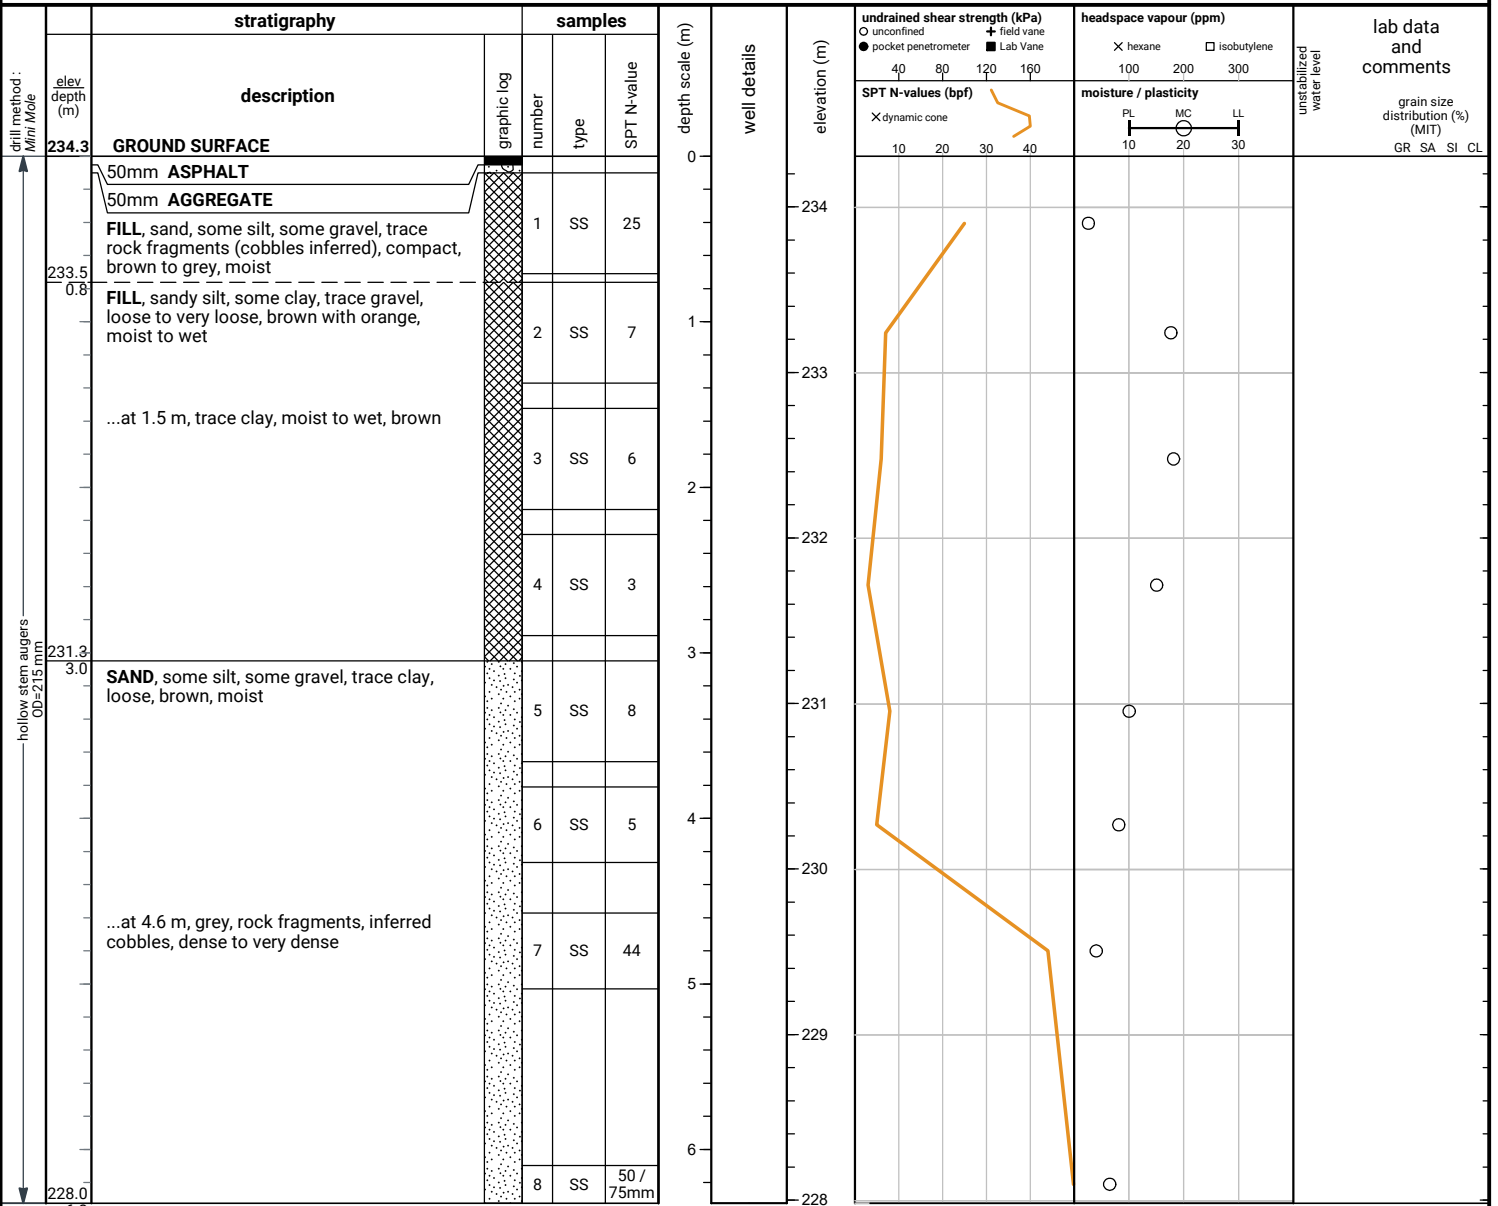 drill method :
Mini Mole
stratigraphy
elev
depth
(m)
description
graphic log
samples
number
type
SPT N-value
depth scale (m)
well details
elevation (m)
undrained shear strength (kPa)
unconfined
field vane
pocket penetrometer
Lab Vane
40 80 120 160
SPT N-values (bpf)
dynamic cone
10 20 30 40
headspace vapour (ppm)
hexane
isobutylene
100 200 300
moisture / plasticity
PL MC LL
10 20 30
unstabilized
water level
lab data
and
comments
grain size
distribution (%)
(MIT)
GR SA SI CL
234.3 GROUND SURFACE
50mm ASPHALT
50mm AGGREGATE
FILL, sand, some silt, some gravel, trace
rock fragments (cobbles inferred), compact,
brown to grey, moist
233.5
0.8
FILL, sandy silt, some clay, trace gravel,
loose to very loose, brown with orange,
moist to wet
...at 1.5 m, trace clay, moist to wet, brown
231.3
3.0
SAND, some silt, some gravel, trace clay,
loose, brown, moist
...at 4.6 m, grey, rock fragments, inferred
cobbles, dense to very dense
228.0
hollow stem augers
OD=215 mm
1 SS 25
2 SS 7
3 SS 6
4 SS 3
5 SS 8
6 SS 5
7 SS 44
8 SS 50 /
75mm
0
1
2
3
4
5
6
234
233
232
231
230
229
228